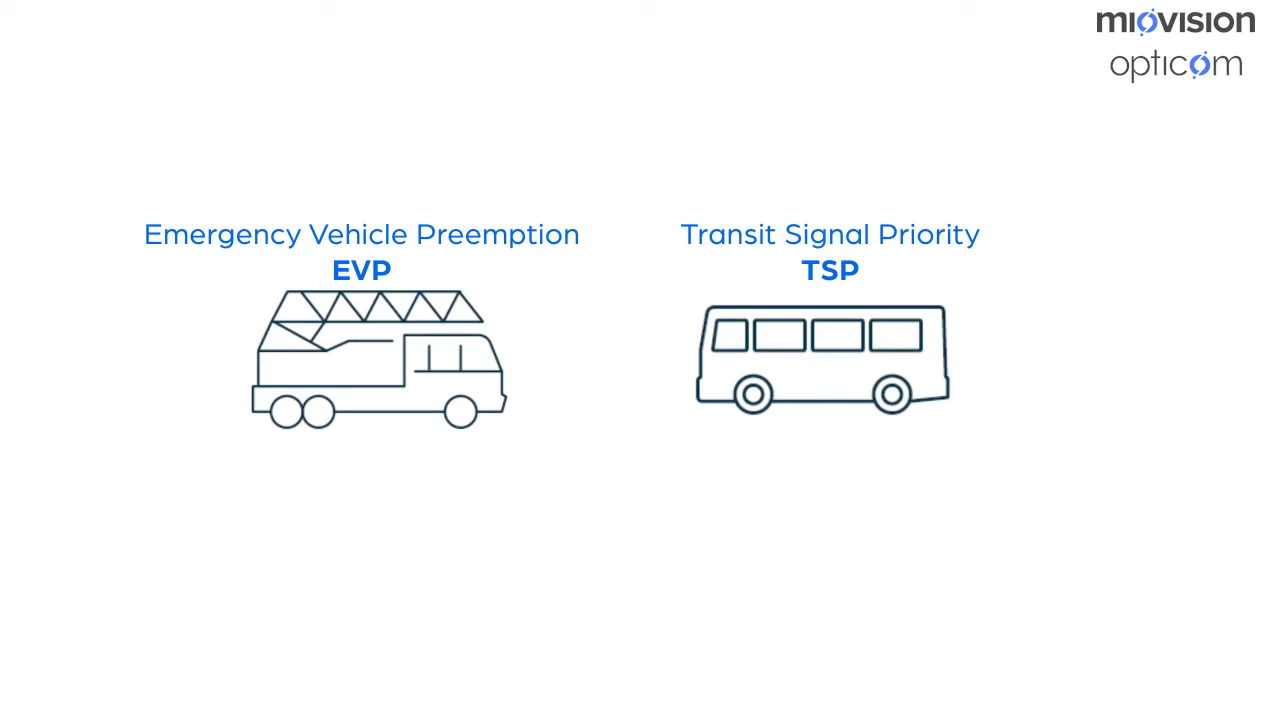 miovision
opticom
Emergency Vehicle Preemption
EVP
Transit Signal Priority
TSP